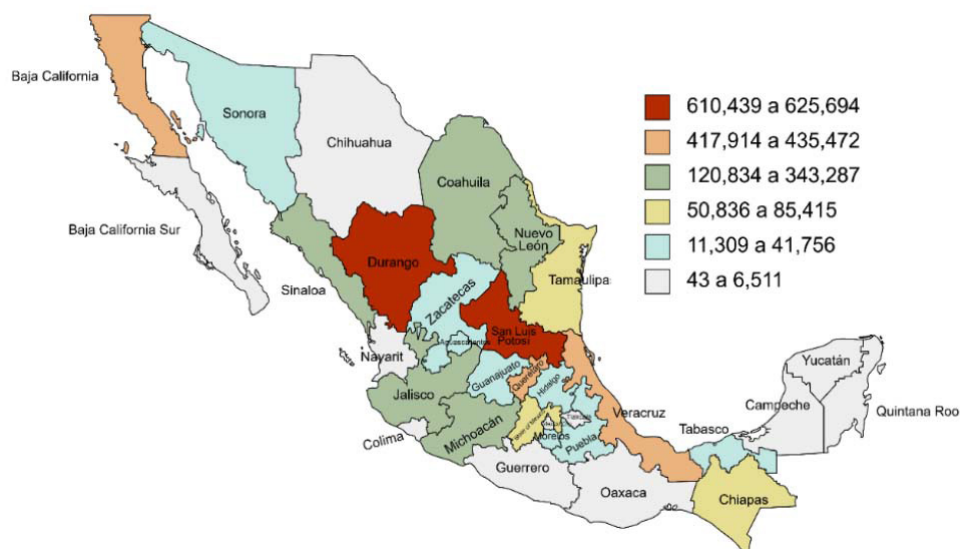 Baja California
Sonora
Chihuahua
Coahuila
Nuevo
León
Baja California Sur
Sinaloa
Durango
Zacatecas
Tamaulipa
San Luis
Potosí
Aguascalientes
Nayarit
Guanajuato
Querétaro
Hidalgo
Jalisco
Colima
Michoacán
Morelos
Puebla
Veracruz
Guerrero
Oaxaca
Tabasco
Chiapas
Campeche
Yucatán
Quintana Roo
610,439 a 625,694
417,914 a 435,472
120,834 a 343,287
50,836 a 85,415
11,309 a 41,756
43 a 6,511